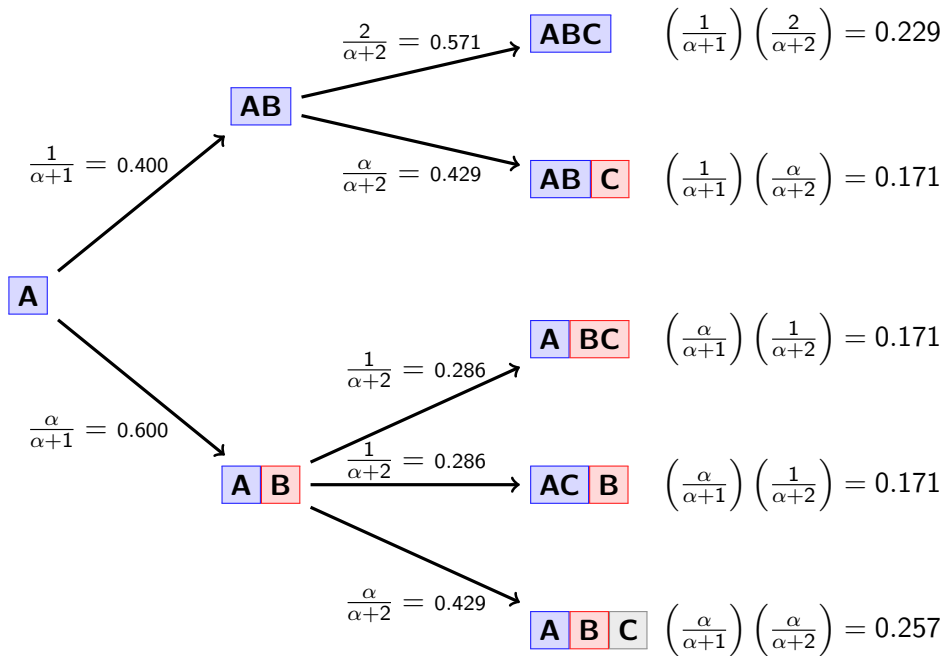 2/(α+2) = 0.571
ABC (1/(α+1)) (2/(α+2)) = 0.229
AB
1/(α+1) = 0.400
α/(α+2) = 0.429
AB C (1/(α+1)) (α/(α+2)) = 0.171
A
A BC (α/(α+1)) (1/(α+2)) = 0.171
1/(α+2) = 0.286
α/(α+1) = 0.600
1/(α+2) = 0.286
A B
AC B (α/(α+1)) (1/(α+2)) = 0.171
α/(α+2) = 0.429
A B C (α/(α+1)) (α/(α+2)) = 0.257